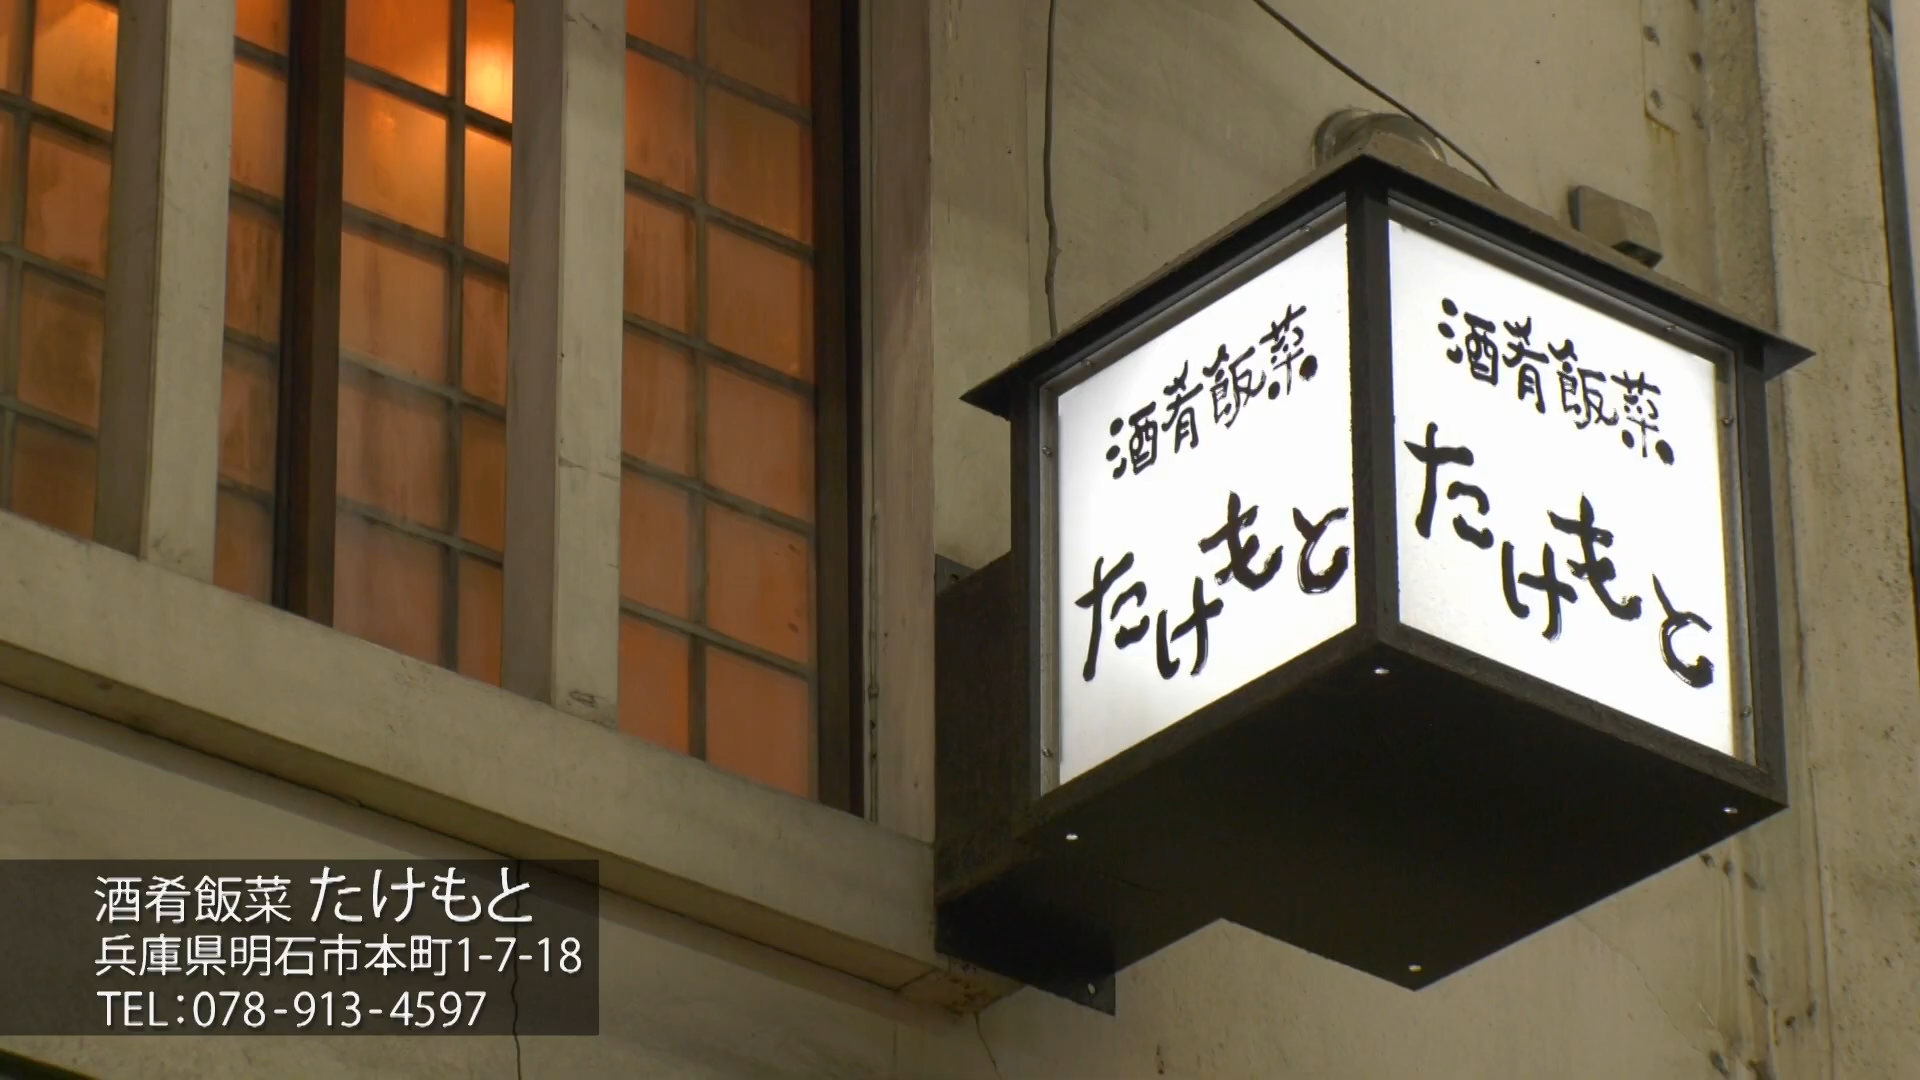 酒肴飯菜
たけもと
酒肴飯菜
たけもと
酒肴飯菜 たけもと
兵庫県明石市本町1-7-18
TEL：078-913-4597